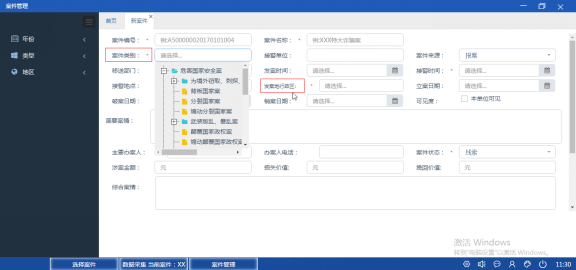 案件管理
首页 新案件 ×
年份
类型
地区
案件编号： * 例:A500000020170101004 案件名称： * 例:XXX特大诈骗案
案件类别： * 请选择... 接警单位： 案件来源： 搜索
移送部门： 发案时间： 请选择... 接警时间： * 请选择...
接警地点： 发案地行政区： * 请选择... 立案日期： 请选择...
破案日期： 销案日期： 请选择... 可见度： 本单位可见
危害国家安全案
为境外窃取、刺探、
背叛国家案
分裂国家案
煽动分裂国家案
武装叛乱、暴乱案
颠覆国家政权案
煽动颠覆国家政权案
简要案情：
主要办案人： 办案人电话： 案件状态： * 线索
涉案金额： 元 损失价值： 元 挽回价值： 元
综合案情：
激活 Windows
转到"电脑设置"以激活 Windows。
选择案件 数据采集 当前案件：XX 案件管理 11:30